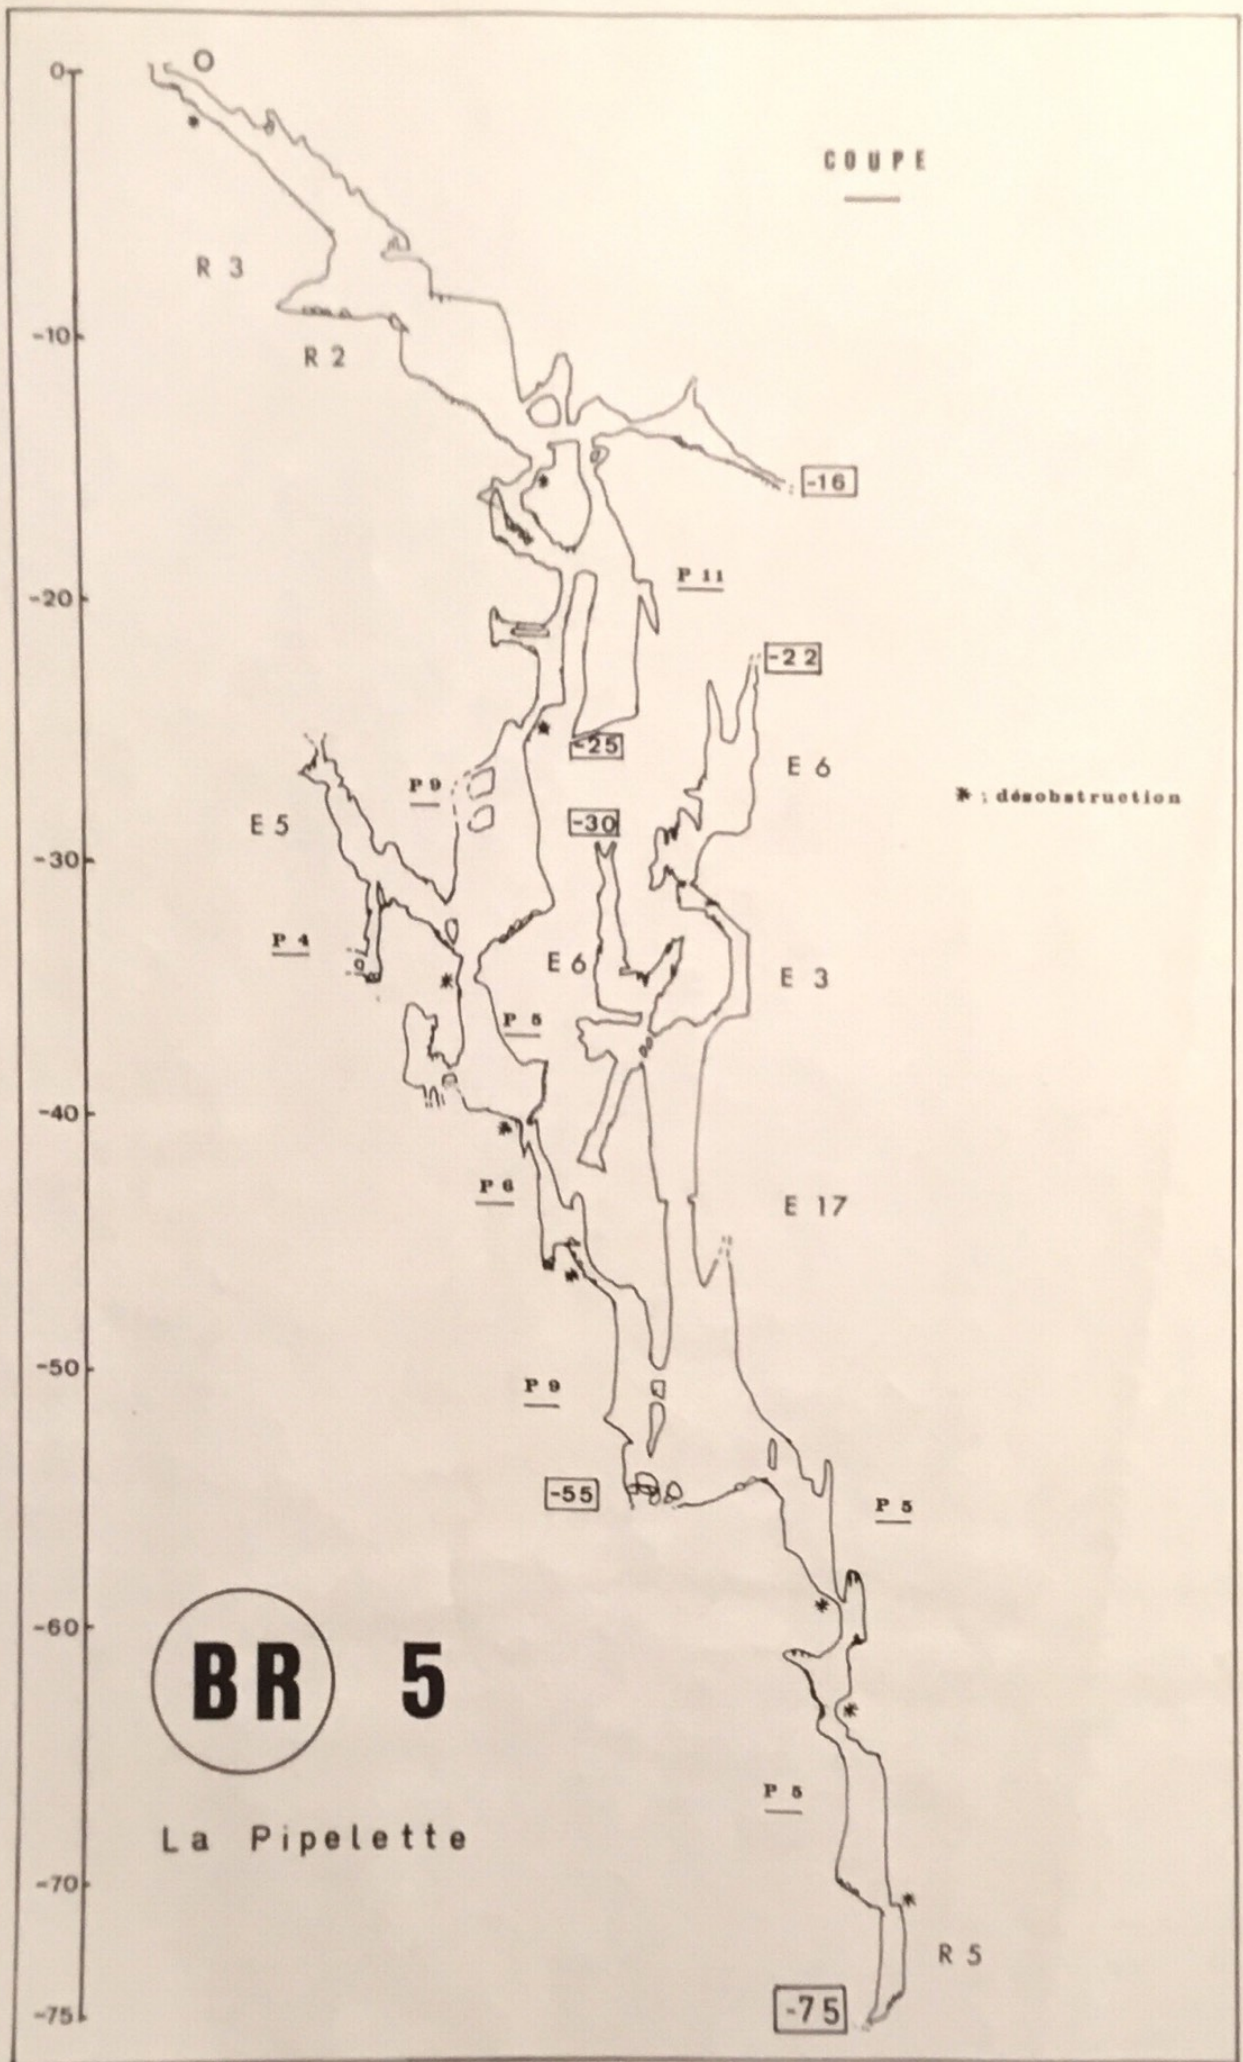 0
O
*
COUPE
R 3
-10
R 2
-16
*
P 11
-20
-22
*
-25
E 6
P 9
* : désobstruction
E 5
-30
-30
P 4
E 6
E 3
*
P 5
-40
*
P 6
E 17
*
-50
P 9
-55
P 5
*
-60
BR 5
*
P 5
La Pipelette
-70
*
R 5
-75
-75